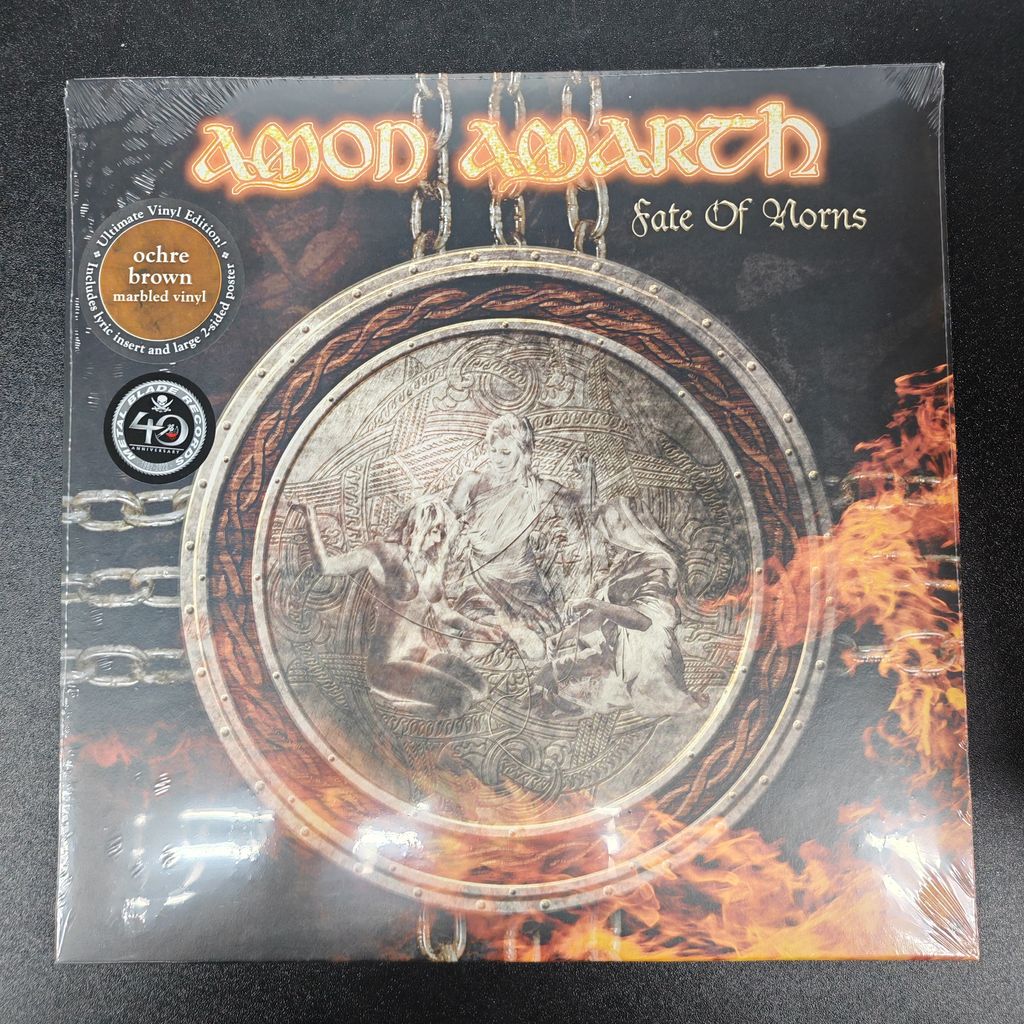 AMON AMARTH
Fate Of Norns
Ultimate Vinyl Edition!
ochre
brown
marbled vinyl
Includes lyric insert and large 2-sided poster
METAL BLADE RECORDS
40
ANNIVERSARY